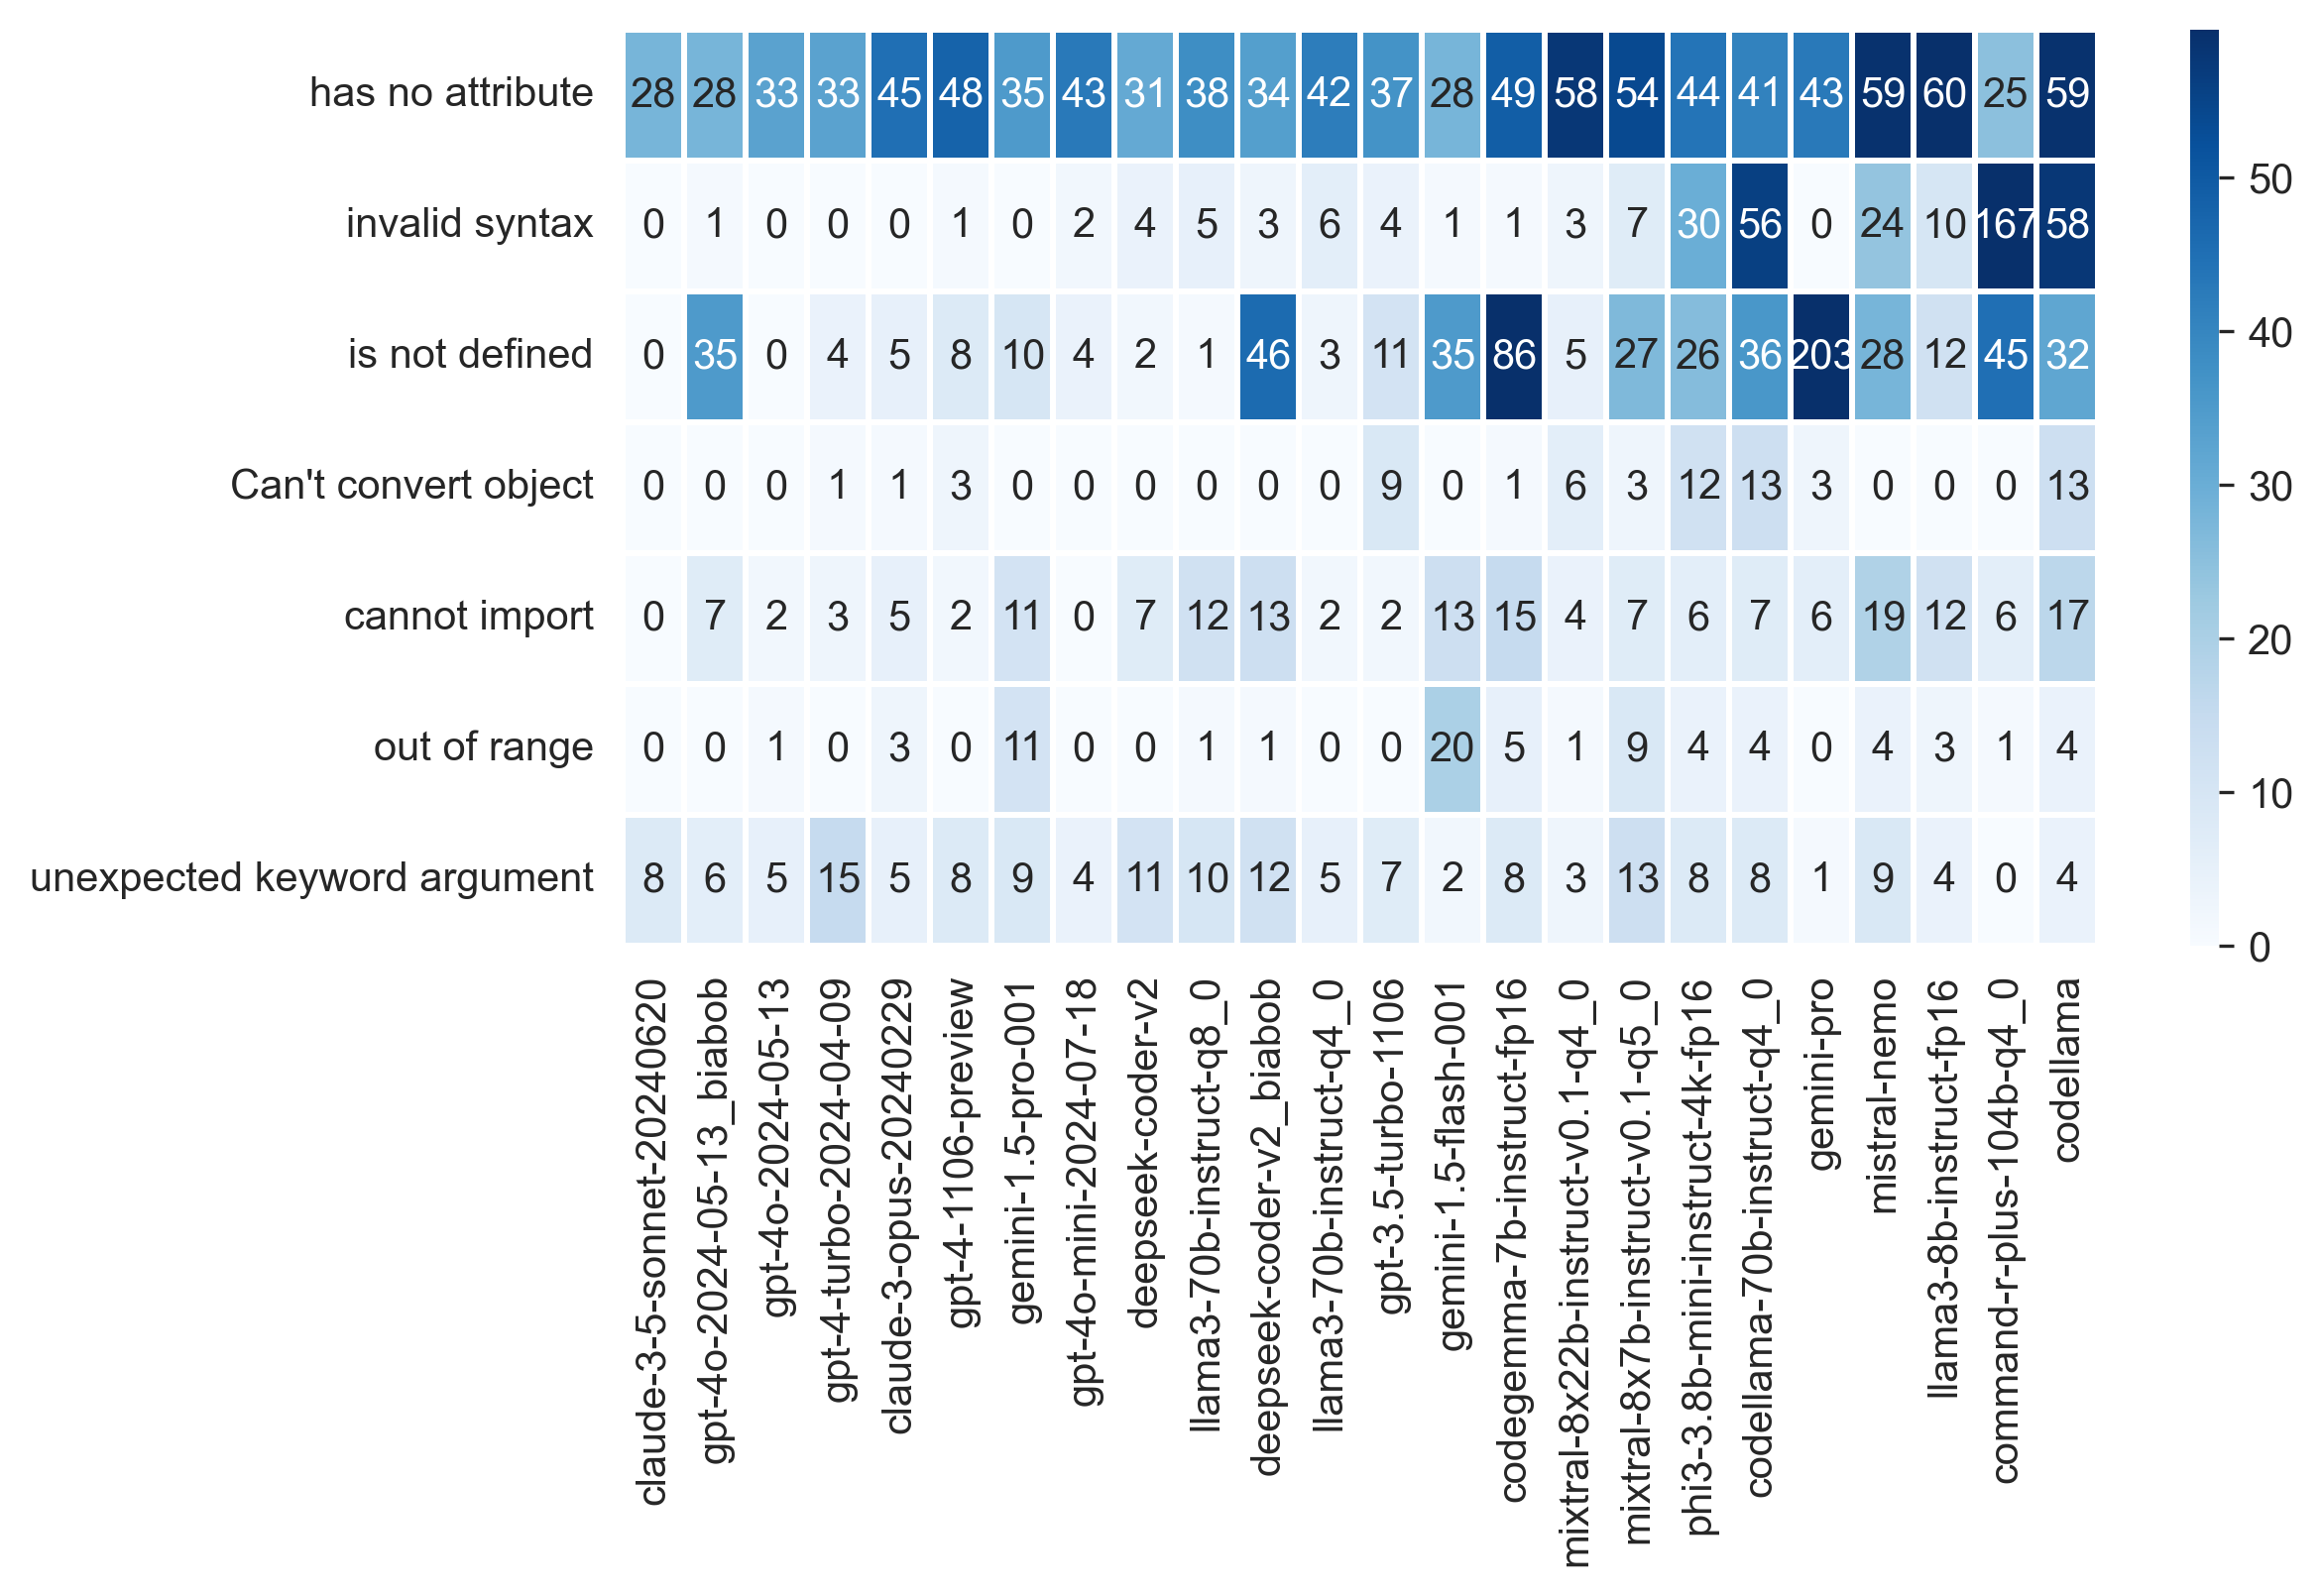 has no attribute 28 28 33 33 45 48 35 43 31 38 34 42 37 28 49 58 54 44 41 43 59 60 25 59
invalid syntax 0 1 0 0 0 1 0 2 4 5 3 6 4 1 1 3 7 30 56 0 24 10 167 58
is not defined 0 35 0 4 5 8 10 4 2 1 46 3 11 35 86 5 27 26 36 203 28 12 45 32
Can't convert object 0 0 0 1 1 3 0 0 0 0 0 0 9 0 1 6 3 12 13 3 0 0 0 13
cannot import 0 7 2 3 5 2 11 0 7 12 13 2 2 13 15 4 7 6 7 6 19 12 6 17
out of range 0 0 1 0 3 0 11 0 0 1 1 0 0 20 5 1 9 4 4 0 4 3 1 4
unexpected keyword argument 8 6 5 15 5 8 9 4 11 10 12 5 7 2 8 3 13 8 8 1 9 4 0 4
claude-3-5-sonnet-20240620
gpt-4o-2024-05-13_biabob
gpt-4o-2024-05-13
gpt-4-turbo-2024-04-09
claude-3-opus-20240229
gpt-4-1106-preview
gemini-1.5-pro-001
gpt-4o-mini-2024-07-18
deepseek-coder-v2
llama3-70b-instruct-q8_0
deepseek-coder-v2_biabob
llama3-70b-instruct-q4_0
gpt-3.5-turbo-1106
gemini-1.5-flash-001
codegemma-7b-instruct-fp16
mixtral-8x22b-instruct-v0.1-q4_0
mixtral-8x7b-instruct-v0.1-q5_0
phi3-3.8b-mini-instruct-4k-fp16
codellama-70b-instruct-q4_0
gemini-pro
mistral-nemo
llama3-8b-instruct-fp16
command-r-plus-104b-q4_0
codellama
50
40
30
20
10
0